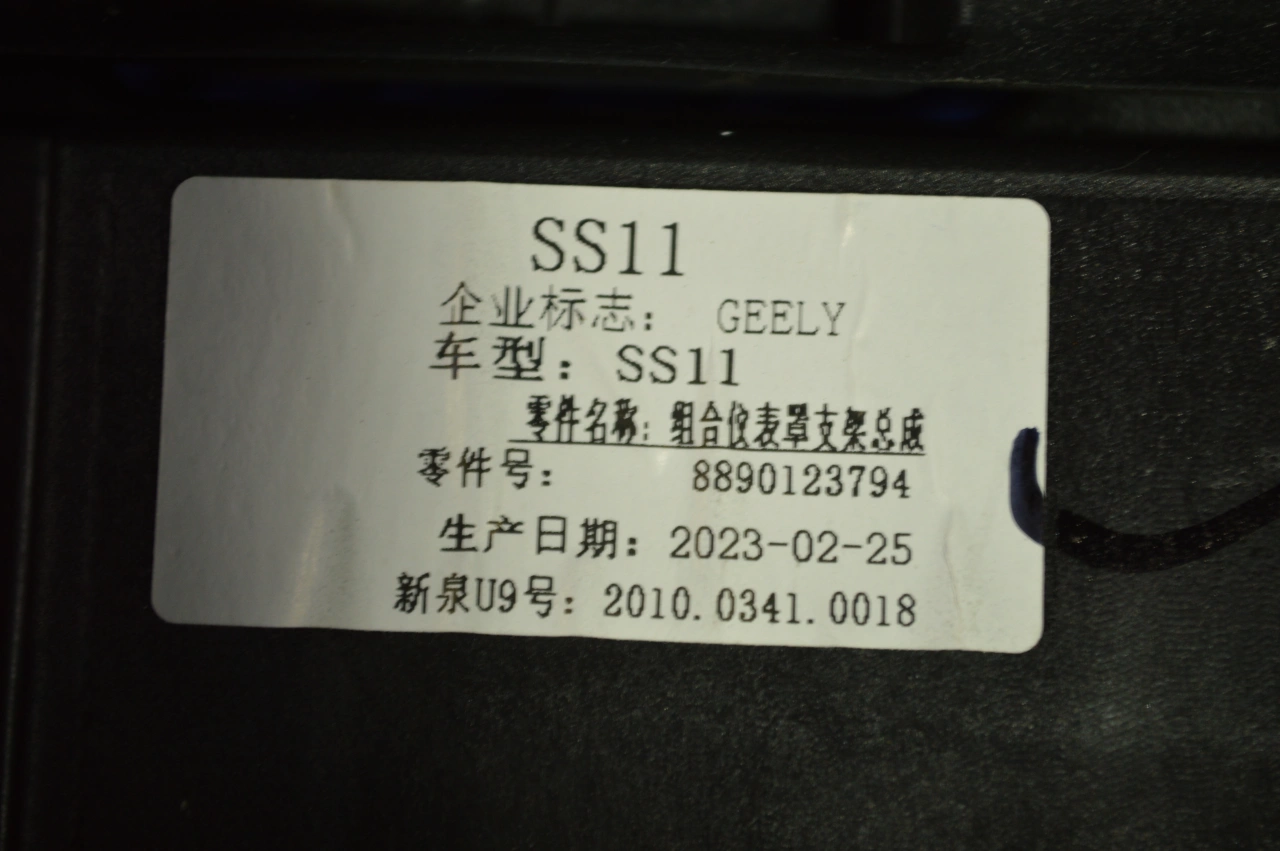 SS11
企业标志： GEELY
车型：SS11
零件名称：组合仪表罩支架总成
零件号： 8890123794
生产日期：2023-02-25
新泉U9号：2010.0341.0018